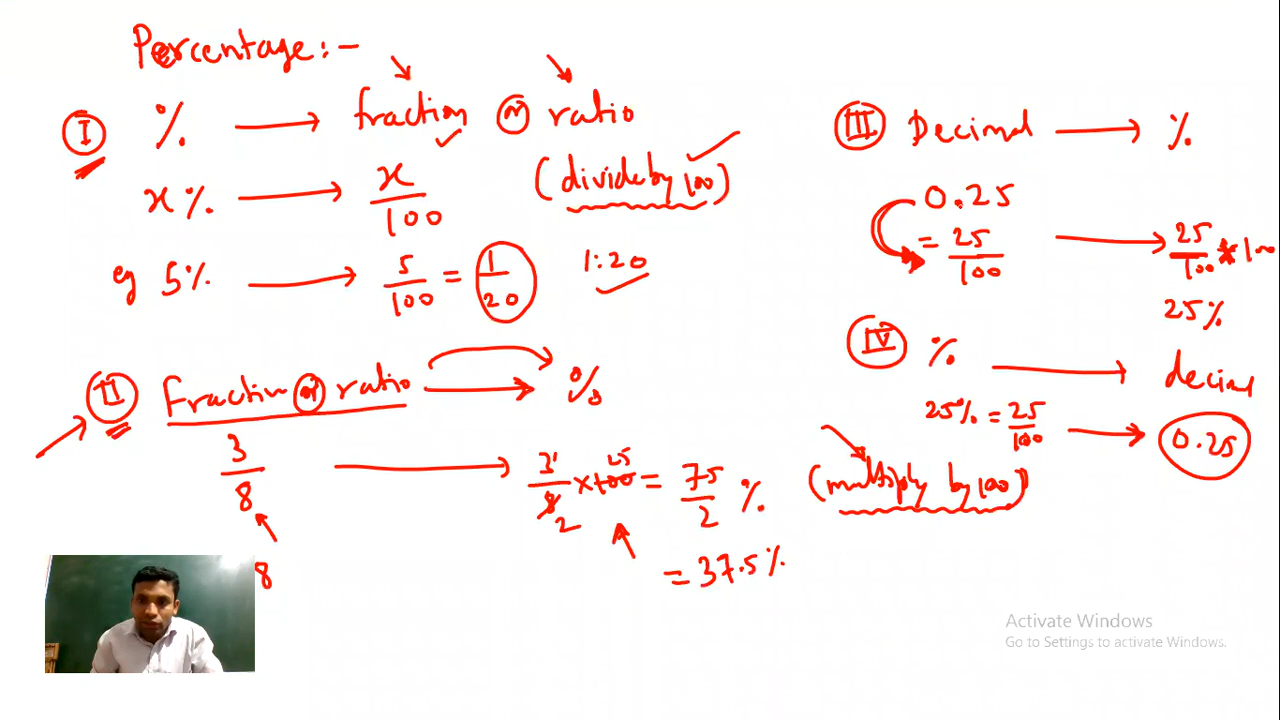 Percentage:-
I % → fraction or ratio
x% → x/100 (divide by 100)
eg 5% → 5/100 = 1/20 1:20
II Fraction or ratio → %
3/8 → 3/8 × 100 25 = 75/2 %
2
(multiply by 100)
= 37.5%
8
III Decimal → %
0.25
= 25/100 → 25/100 * 100
25%
IV % → decimal
25% = 25/100 → 0.25
Activate Windows
Go to Settings to activate Windows.